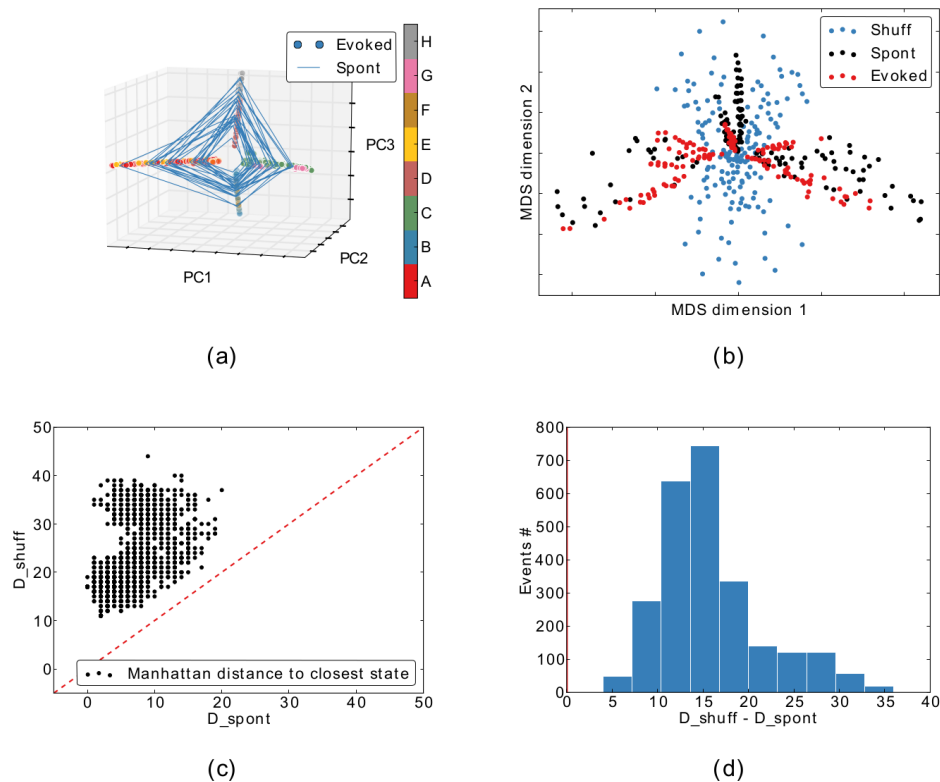 Evoked
Spont
PC3
PC2
PC1
H
G
F
E
D
C
B
A
(a)
Shuff
Spont
Evoked
MDS dimension 2
MDS dimension 1
(b)
50
40
30
20
10
0
D_shuff
Manhattan distance to closest state
0 10 20 30 40 50
D_spont
(c)
800
700
600
500
400
300
200
100
0
Events #
0 5 10 15 20 25 30 35 40
D_shuff - D_spont
(d)